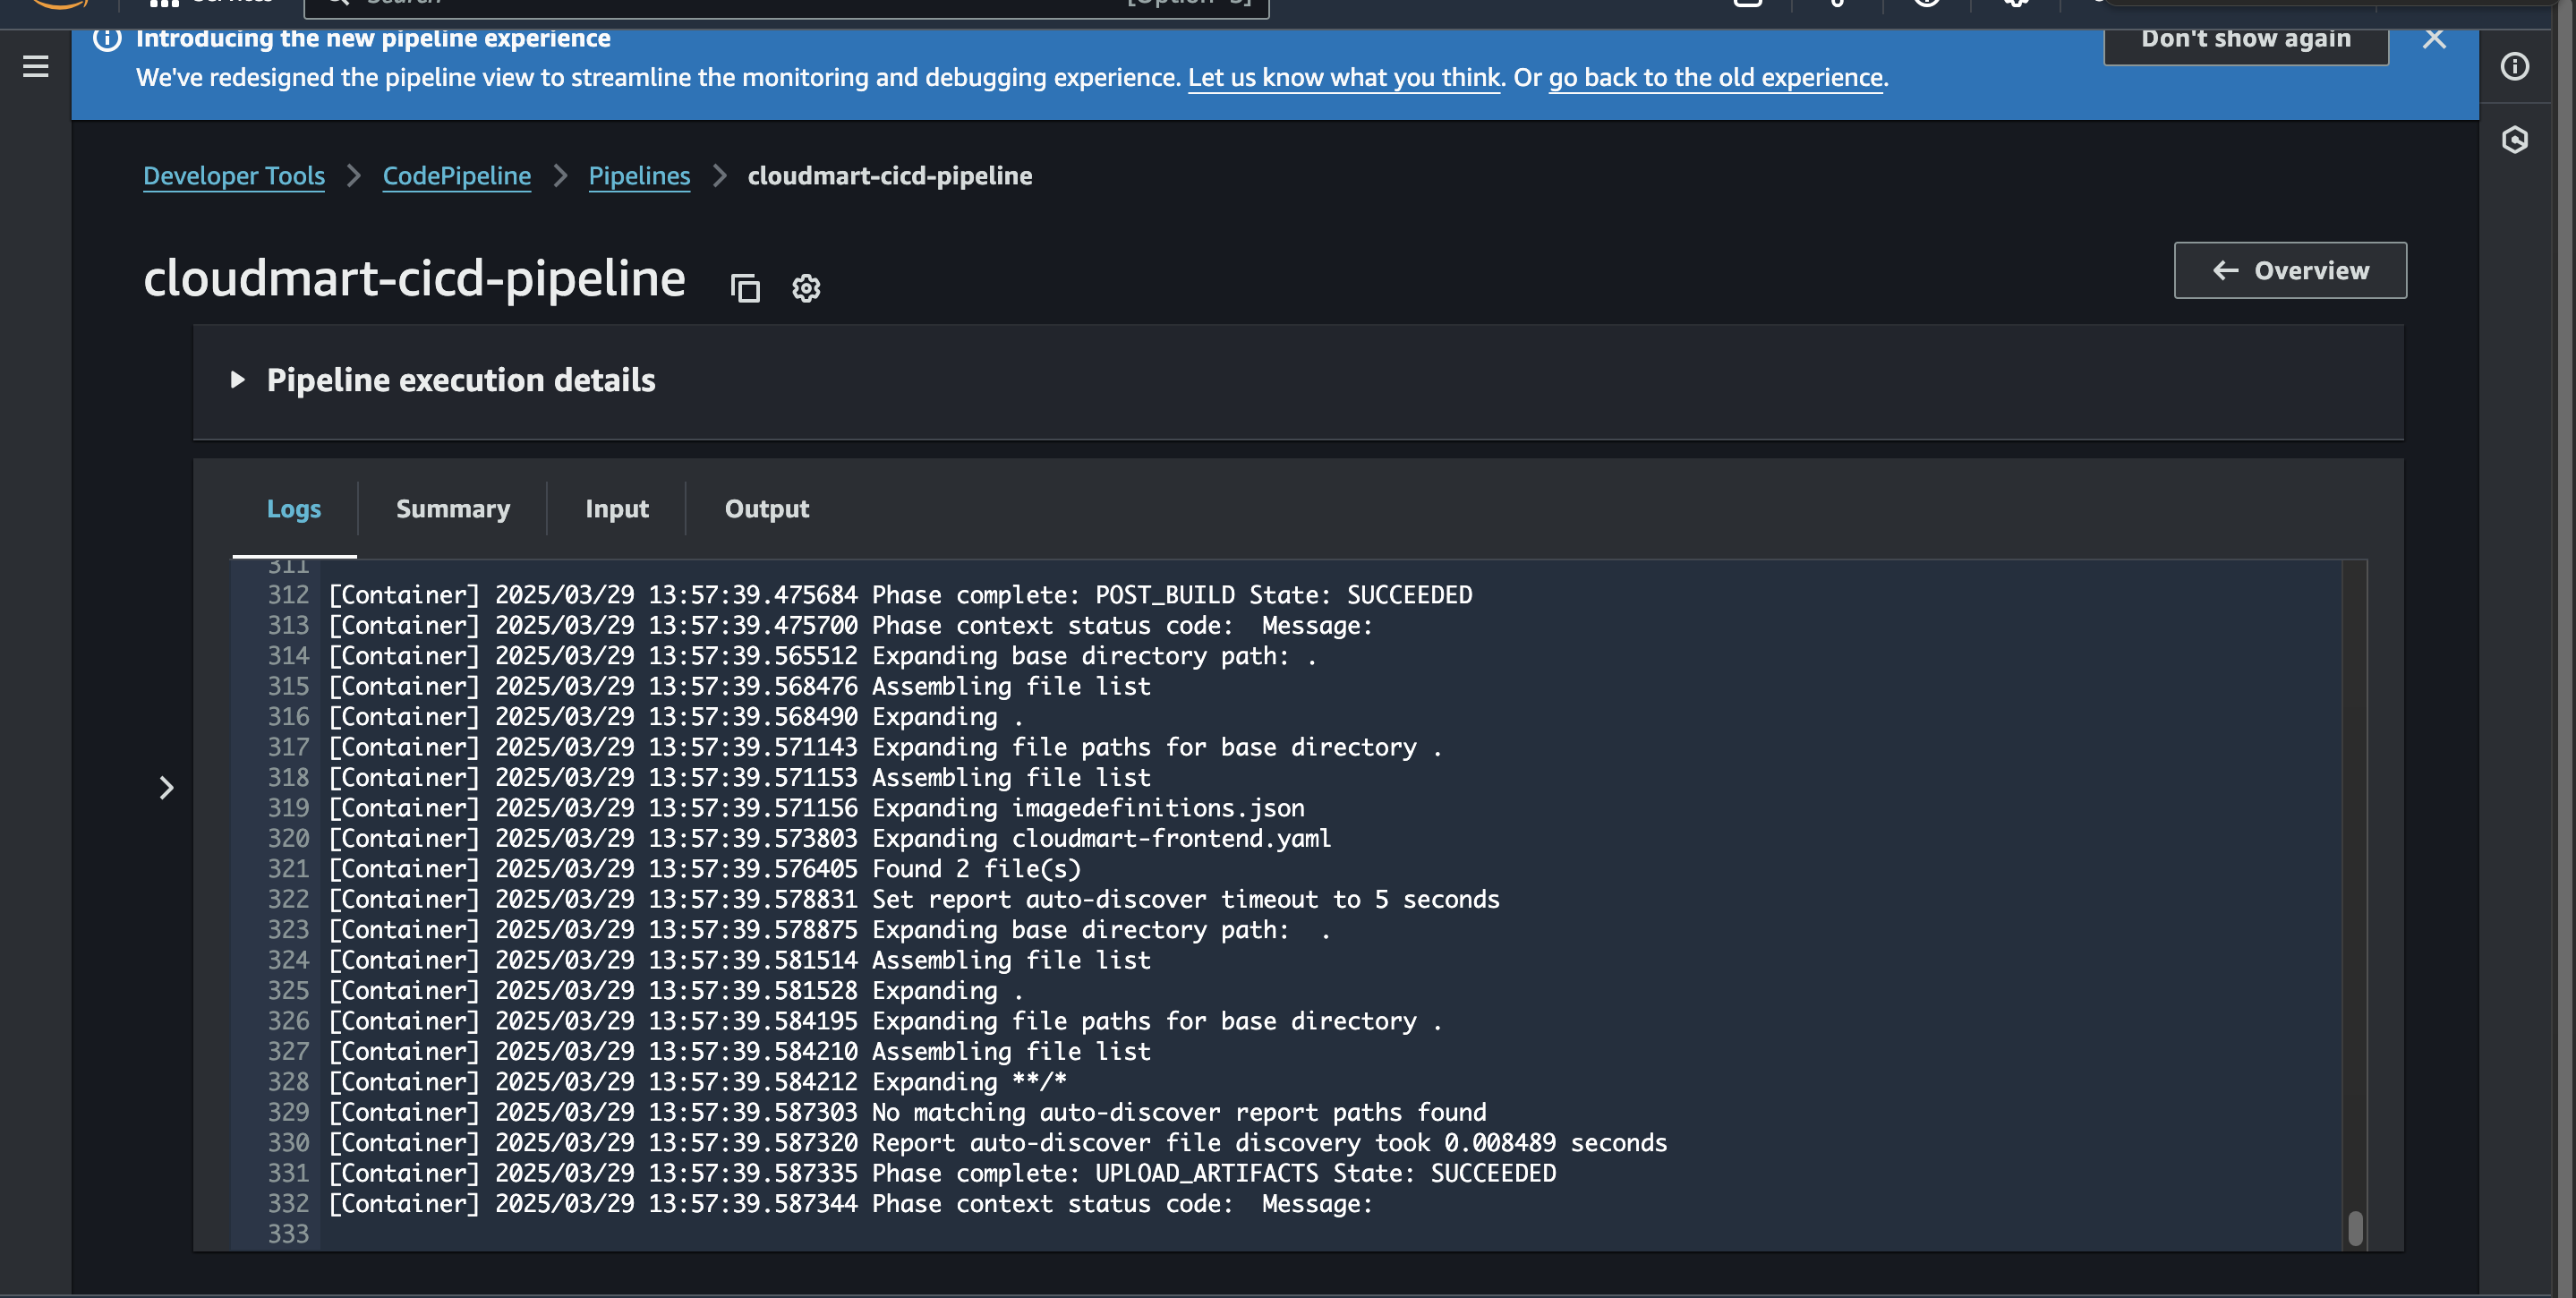 Services
Search
[Option+S]
Introducing the new pipeline experience
Don't show again
We've redesigned the pipeline view to streamline the monitoring and debugging experience. Let us know what you think. Or go back to the old experience.
Developer Tools
CodePipeline
Pipelines
cloudmart-cicd-pipeline
cloudmart-cicd-pipeline
Overview
Pipeline execution details
Logs
Summary
Input
Output
311
312 [Container] 2025/03/29 13:57:39.475684 Phase complete: POST_BUILD State: SUCCEEDED
313 [Container] 2025/03/29 13:57:39.475700 Phase context status code:  Message:
314 [Container] 2025/03/29 13:57:39.565512 Expanding base directory path: .
315 [Container] 2025/03/29 13:57:39.568476 Assembling file list
316 [Container] 2025/03/29 13:57:39.568490 Expanding .
317 [Container] 2025/03/29 13:57:39.571143 Expanding file paths for base directory .
318 [Container] 2025/03/29 13:57:39.571153 Assembling file list
319 [Container] 2025/03/29 13:57:39.571156 Expanding imagedefinitions.json
320 [Container] 2025/03/29 13:57:39.573803 Expanding cloudmart-frontend.yaml
321 [Container] 2025/03/29 13:57:39.576405 Found 2 file(s)
322 [Container] 2025/03/29 13:57:39.578831 Set report auto-discover timeout to 5 seconds
323 [Container] 2025/03/29 13:57:39.578875 Expanding base directory path:  .
324 [Container] 2025/03/29 13:57:39.581514 Assembling file list
325 [Container] 2025/03/29 13:57:39.581528 Expanding .
326 [Container] 2025/03/29 13:57:39.584195 Expanding file paths for base directory .
327 [Container] 2025/03/29 13:57:39.584210 Assembling file list
328 [Container] 2025/03/29 13:57:39.584212 Expanding **/*
329 [Container] 2025/03/29 13:57:39.587303 No matching auto-discover report paths found
330 [Container] 2025/03/29 13:57:39.587320 Report auto-discover file discovery took 0.008489 seconds
331 [Container] 2025/03/29 13:57:39.587335 Phase complete: UPLOAD_ARTIFACTS State: SUCCEEDED
332 [Container] 2025/03/29 13:57:39.587344 Phase context status code:  Message:
333